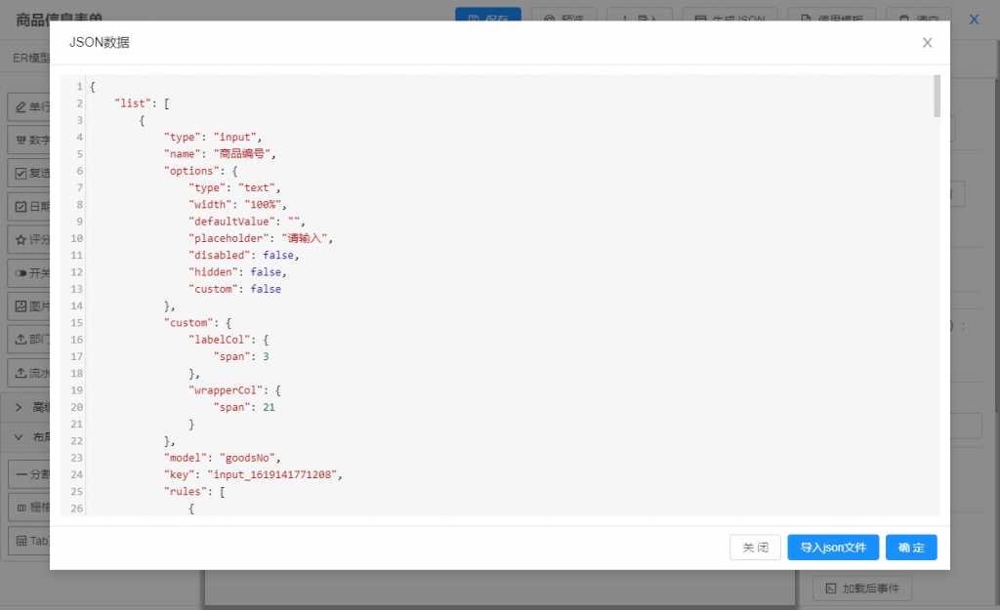 商品信息表单
保存
预览
导入
生成JSON
使用模板
清空
ER模型
JSON数据
单行
数字
复选
日期
评分
开关
图片
部门
流水
高级
布局
分割
栅格
Tab
1 {
2 "list": [
3 {
4 "type": "input",
5 "name": "商品编号",
6 "options": {
7 "type": "text",
8 "width": "100%",
9 "defaultValue": "",
10 "placeholder": "请输入",
11 "disabled": false,
12 "hidden": false,
13 "custom": false
14 },
15 "custom": {
16 "labelCol": {
17 "span": 3
18 },
19 "wrapperCol": {
20 "span": 21
21 }
22 },
23 "model": "goodsNo",
24 "key": "input_1619141771208",
25 "rules": [
26 {
) :
关 闭
导入json文件
确 定
加载后事件